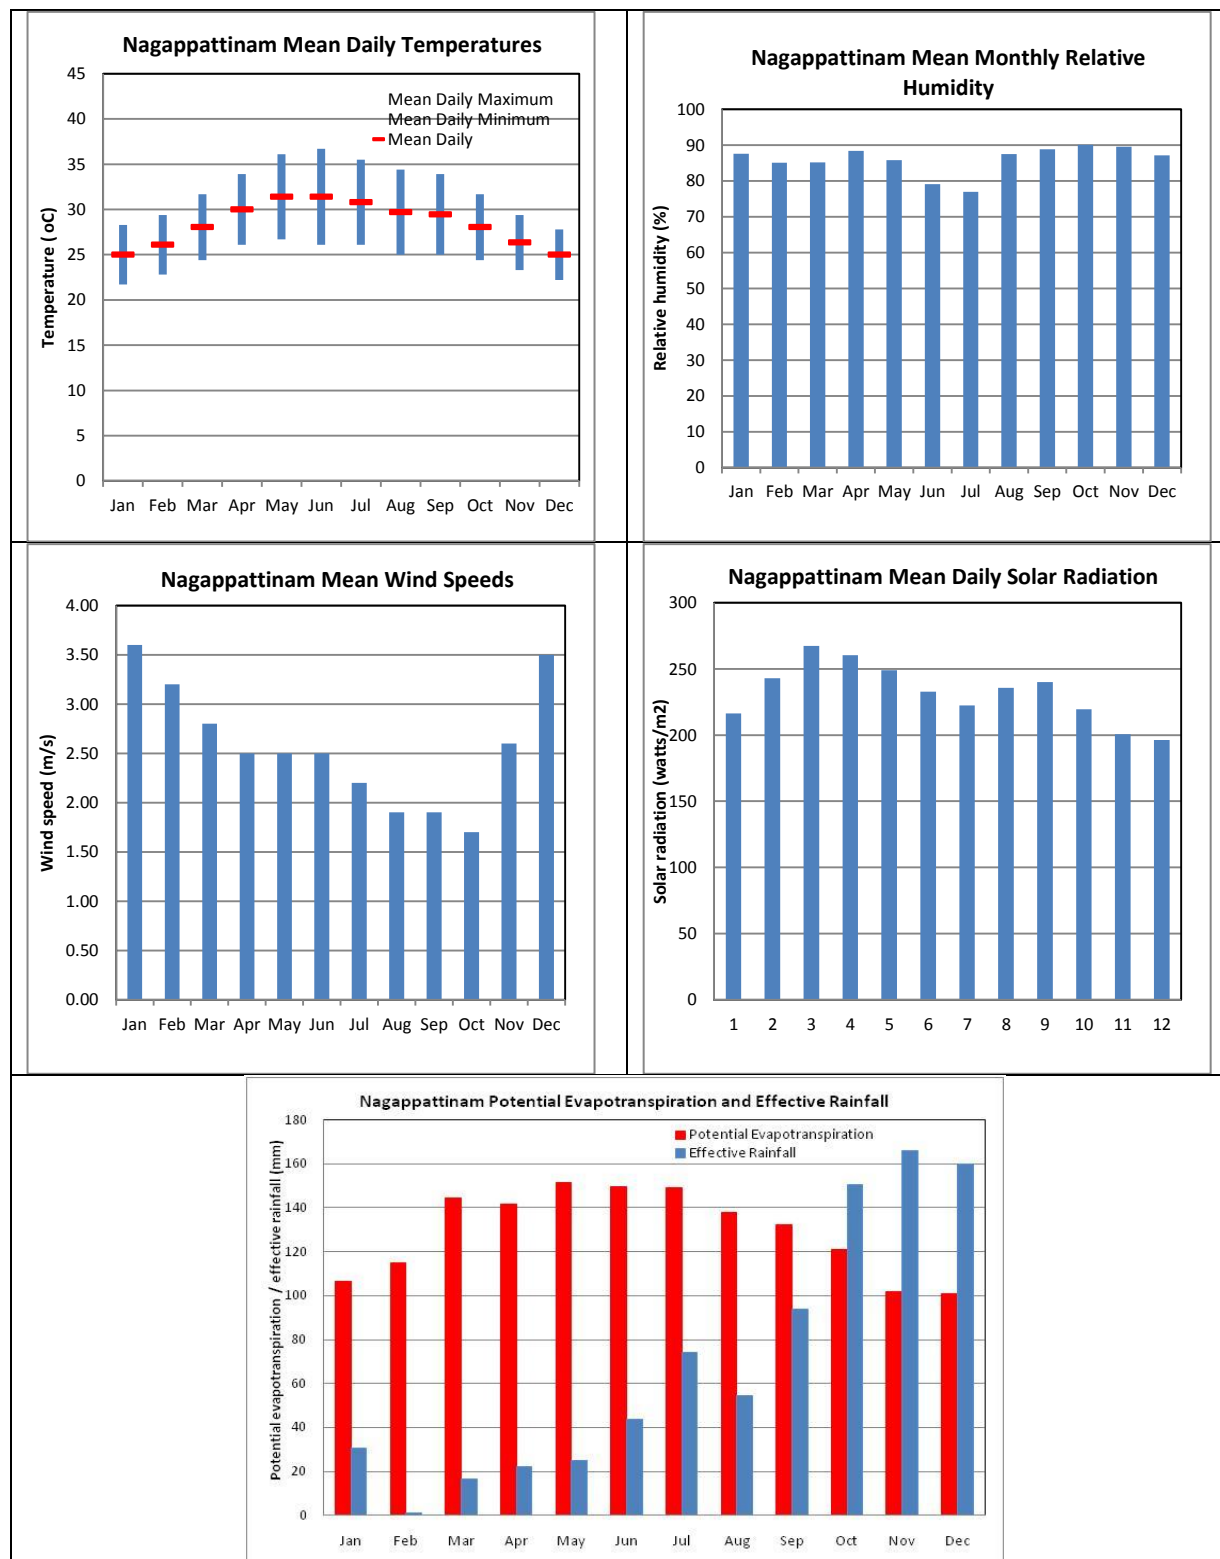 Nagappattinam Mean Daily Temperatures
45
40
35
30
25
20
15
10
5
0
Temperature ( oC)
Mean Daily Maximum
Mean Daily Minimum
Mean Daily
Jan Feb Mar Apr May Jun Jul Aug Sep Oct Nov Dec
Nagappattinam Mean Monthly Relative
Humidity
100
90
80
70
60
50
40
30
20
10
0
Relative humidity (%)
Jan Feb Mar Apr May Jun Jul Aug Sep Oct Nov Dec
Nagappattinam Mean Wind Speeds
4.00
3.50
3.00
2.50
2.00
1.50
1.00
0.50
0.00
Wind speed (m/s)
Jan Feb Mar Apr May Jun Jul Aug Sep Oct Nov Dec
Nagappattinam Mean Daily Solar Radiation
300
250
200
150
100
50
0
Solar radiation (watts/m2)
1 2 3 4 5 6 7 8 9 10 11 12
Nagappattinam Potential Evapotranspiration and Effective Rainfall
180
160
140
120
100
80
60
40
20
0
Potential evapotranspiration / effective rainfall (mm)
Potential Evapotranspiration
Effective Rainfall
Jan Feb Mar Apr May Jun Jul Aug Sep Oct Nov Dec